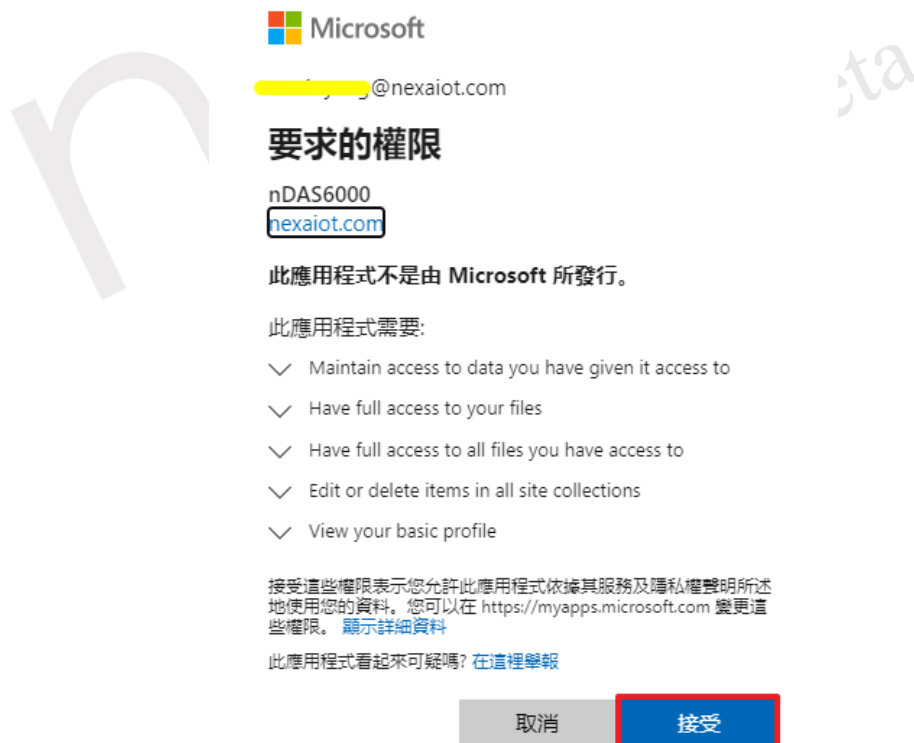 Microsoft
@nexaiot.com
要求的權限
nDAS6000
nexaiot.com
此應用程式不是由 Microsoft 所發行。
此應用程式需要:
Maintain access to data you have given it access to
Have full access to your files
Have full access to all files you have access to
Edit or delete items in all site collections
View your basic profile
接受這些權限表示您允許此應用程式依據其服務及隱私權聲明所述
地使用您的資料。您可以在 https://myapps.microsoft.com 變更這
些權限。 顯示詳細資料
此應用程式看起來可疑嗎? 在這裡舉報
取消 接受